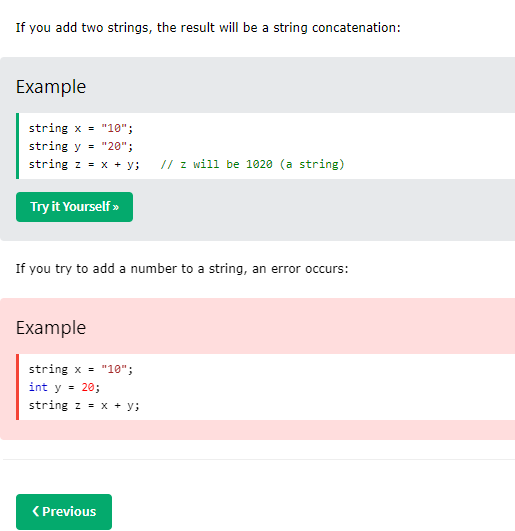 If you add two strings, the result will be a string concatenation:
Example
string x = "10";
string y = "20";
string z = x + y;   // z will be 1020 (a string)
Try it Yourself »
If you try to add a number to a string, an error occurs:
Example
string x = "10";
int y = 20;
string z = x + y;
❮ Previous